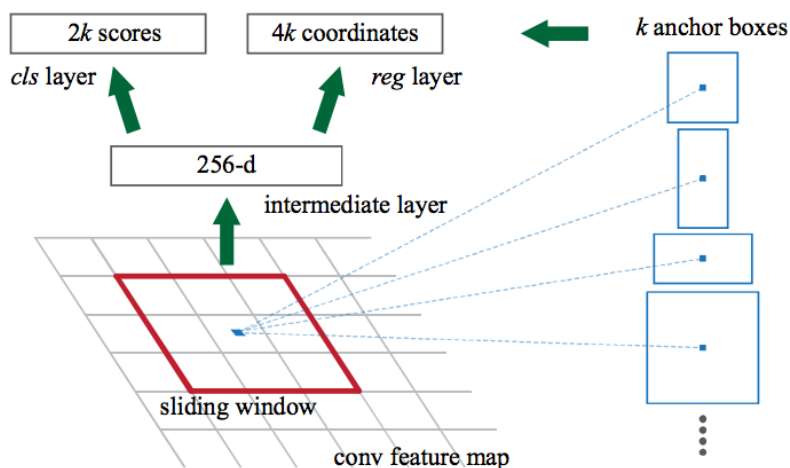 2k scores
4k coordinates
k anchor boxes
cls layer
reg layer
256-d
intermediate layer
sliding window
conv feature map